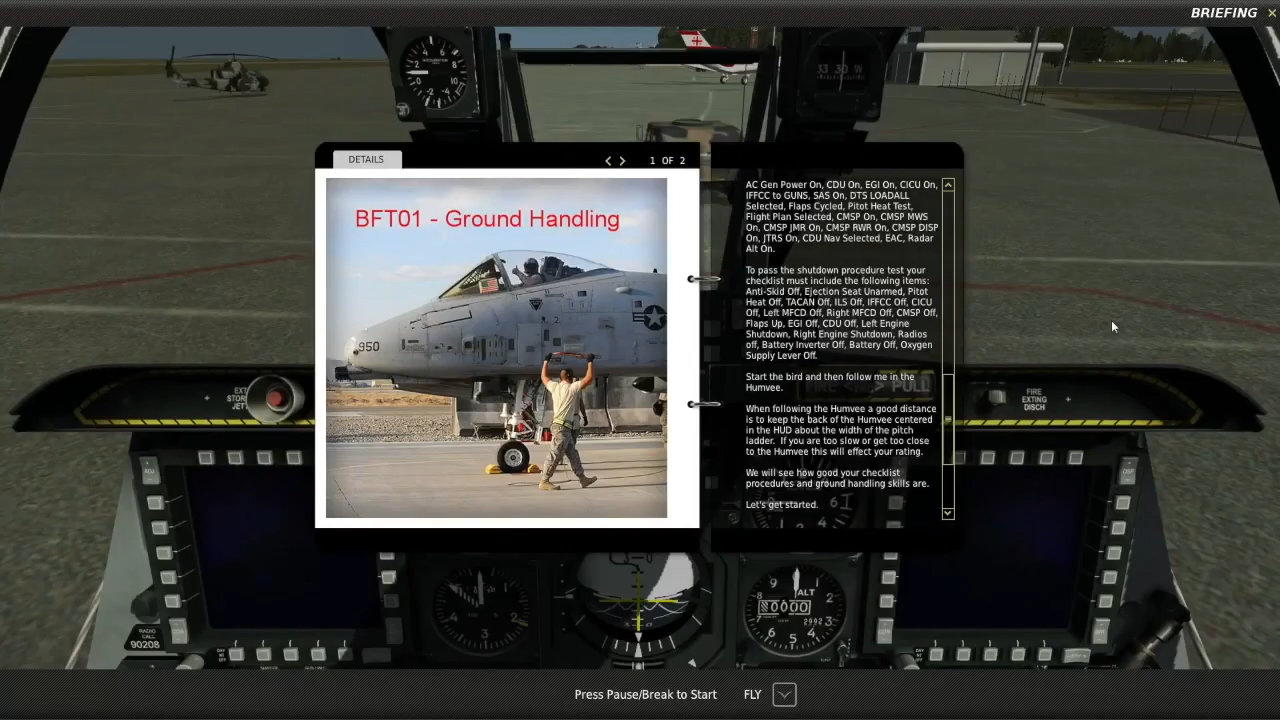 BRIEFING
DETAILS
1 OF 2
BFT01 - Ground Handling
950
AC Gen Power On, CDU On, EGI On, CICU On,
IFFCC to GUNS, SAS On, DTS LOADALL
Selected, Flaps Cycled, Pitot Heat Test,
Flight Plan Selected, CMSP On, CMSP MWS
On, CMSP JMR On, CMSP RWR On, CMSP DISP
On, JTRS On, CDU Nav Selected, EAC, Radar
Alt On.
To pass the shutdown procedure test your
checklist must include the following items:
Anti-Skid Off, Ejection Seat Unarmed, Pitot
Heat Off, TACAN Off, ILS Off, IFFCC Off, CICU
Off, Left MFCD Off, Right MFCD Off, CMSP Off,
Flaps Up, EGI Off, CDU Off, Left Engine
Shutdown, Right Engine Shutdown, Radios
off, Battery Inverter Off, Battery Off, Oxygen
Supply Lever Off.
Start the bird and then follow me in the
Humvee.
When following the Humvee a good distance
is to keep the back of the Humvee centered
in the HUD about the width of the pitch
ladder. If you are too slow or get too close
to the Humvee this will effect your rating.
We will see how good your checklist
procedures and ground handling skills are.
Let's get started.
33 30 W
FIRE
EXTING
DISCH
ADJ
DSP
RADIO
CALL
90208
ALT
2992
Press Pause/Break to Start
FLY